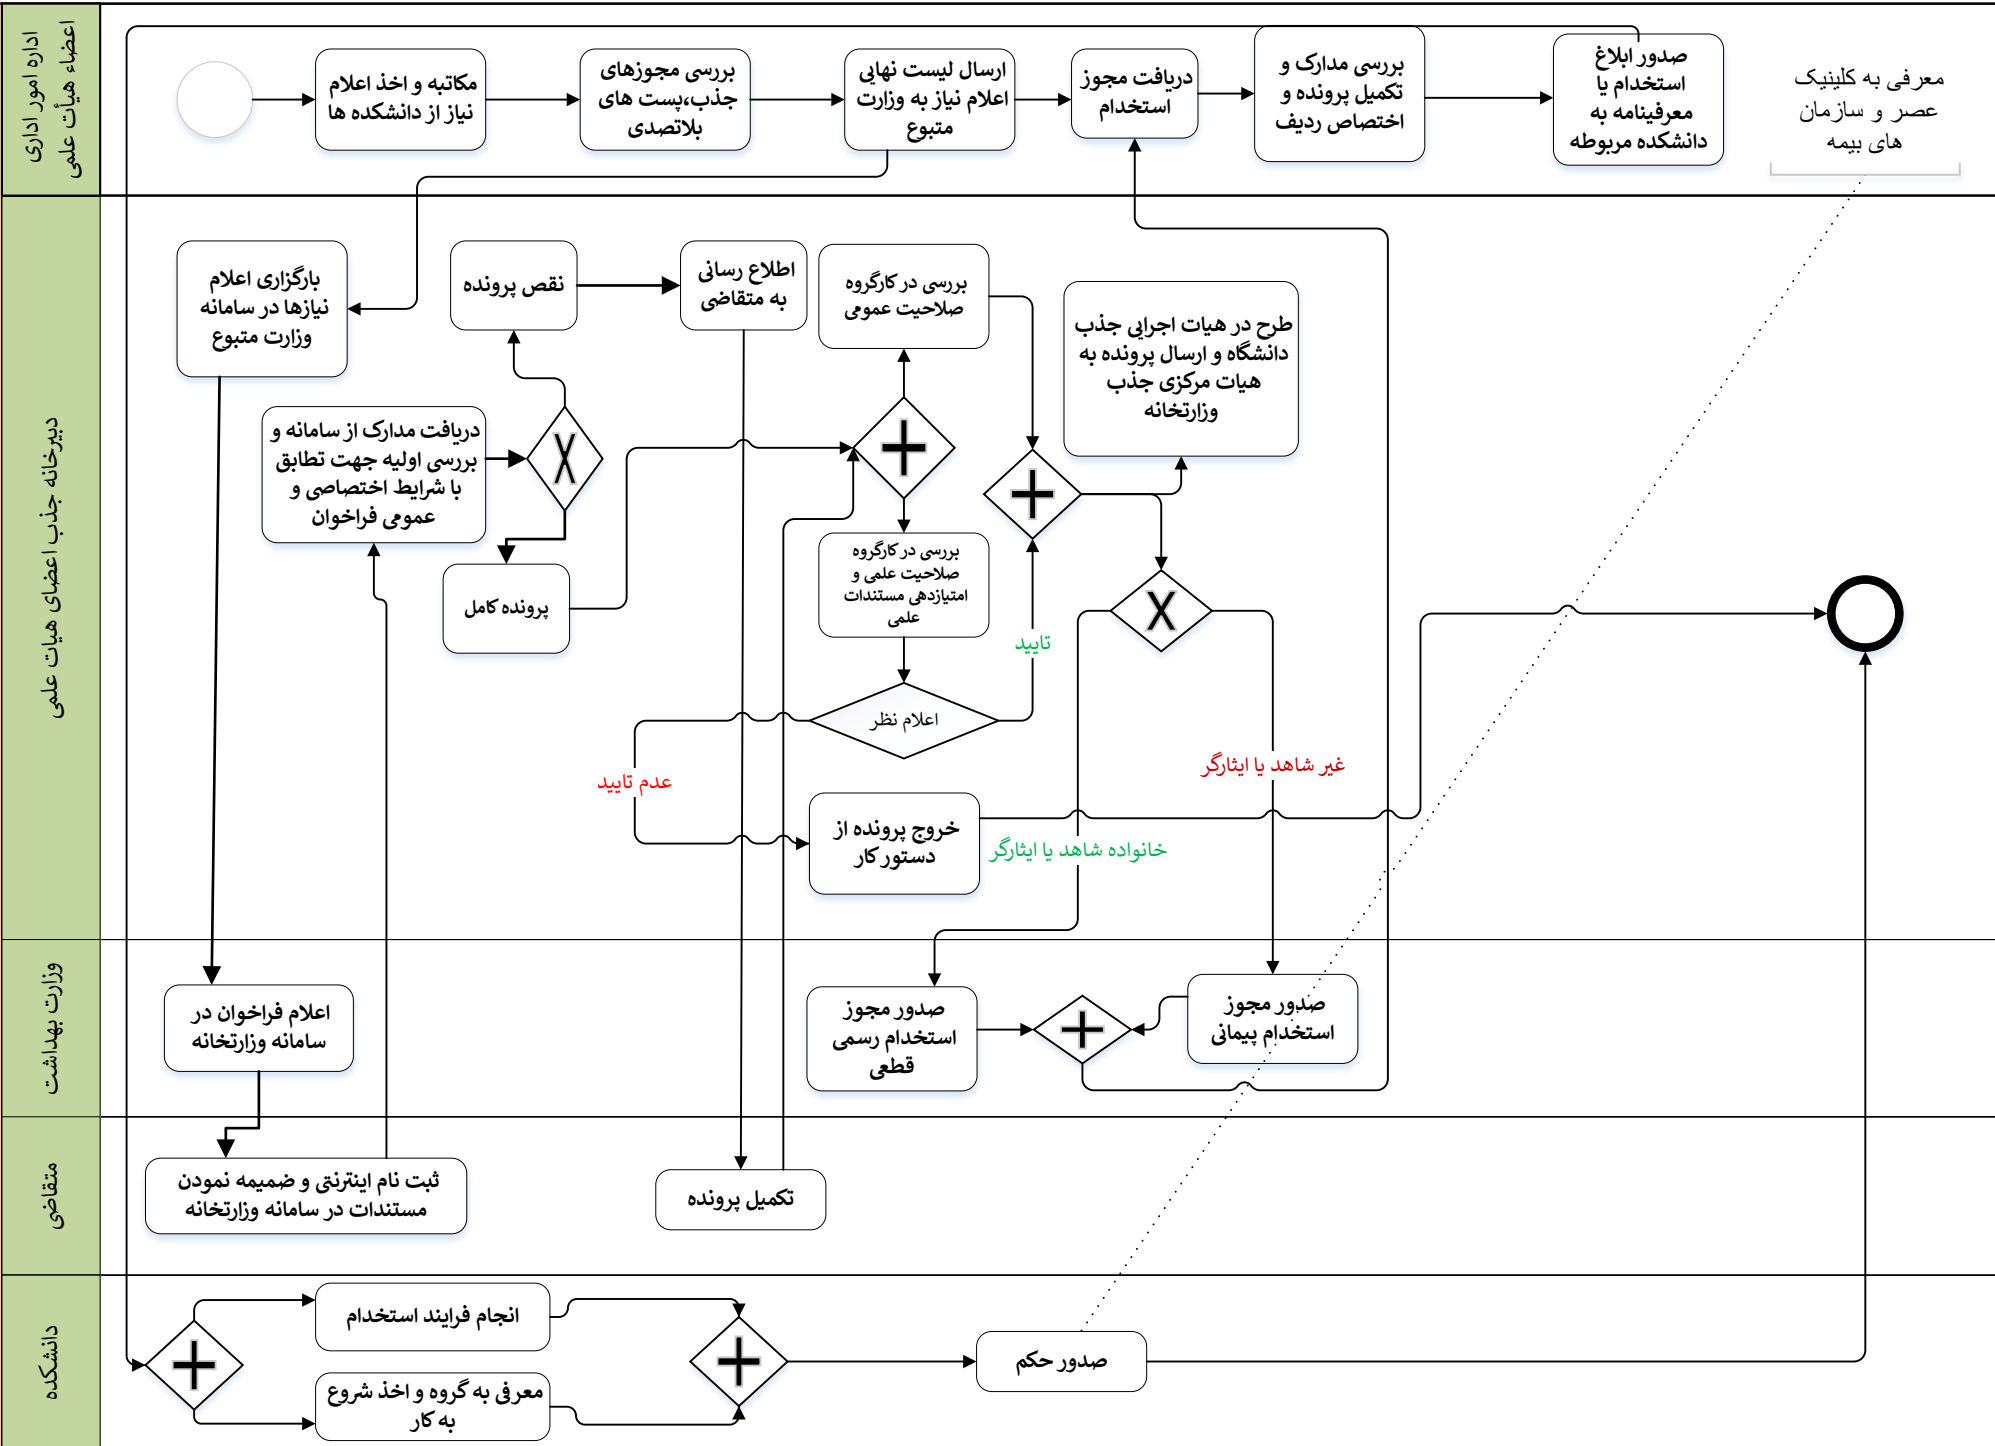 اداره امور اداری
اعضاء هیأت علمی
مکاتبه و اخذ اعلام
نیاز از دانشکده ها
بررسی مجوزهای
جذب،پست های
بلاتصدی
ارسال لیست نهایی
اعلام نیاز به وزارت
متبوع
دریافت مجوز
استخدام
بررسی مدارک و
تکمیل پرونده و
اختصاص ردیف
صدور ابلاغ
استخدام یا
معرفینامه به
دانشکده مربوطه
معرفی به کلینیک
عصر و سازمان
های بیمه
دبیرخانه جذب اعضای هیات علمی
بارگزاری اعلام
نیازها در سامانه
وزارت متبوع
نقص پرونده
اطلاع رسانی
به متقاضی
بررسی در کارگروه
صلاحیت عمومی
طرح در هیات اجرایی جذب
دانشگاه و ارسال پرونده به
هیات مرکزی جذب
وزارتخانه
دریافت مدارک از سامانه و
بررسی اولیه جهت تطابق
با شرایط اختصاصی و
عمومی فراخوان
پرونده کامل
بررسی در کارگروه
صلاحیت علمی و
امتیازدهی مستندات
علمی
تایید
اعلام نظر
عدم تایید
غیر شاهد یا ایثارگر
خروج پرونده از
دستور کار
خانواده شاهد یا ایثارگر
وزارت بهداشت
اعلام فراخوان در
سامانه وزارتخانه
صدور مجوز
استخدام رسمی
قطعی
صدور مجوز
استخدام پیمانی
متقاضی
ثبت نام اینترنتی و ضمیمه نمودن
مستندات در سامانه وزارتخانه
تکمیل پرونده
دانشکده
انجام فرایند استخدام
معرفی به گروه و اخذ شروع
به کار
صدور حکم